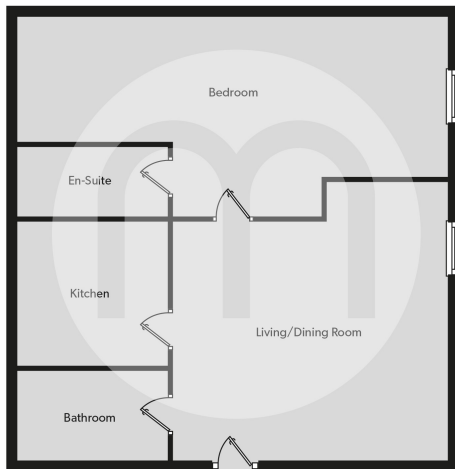 Bedroom
En-Suite
Kitchen
Living/Dining Room
Bathroom